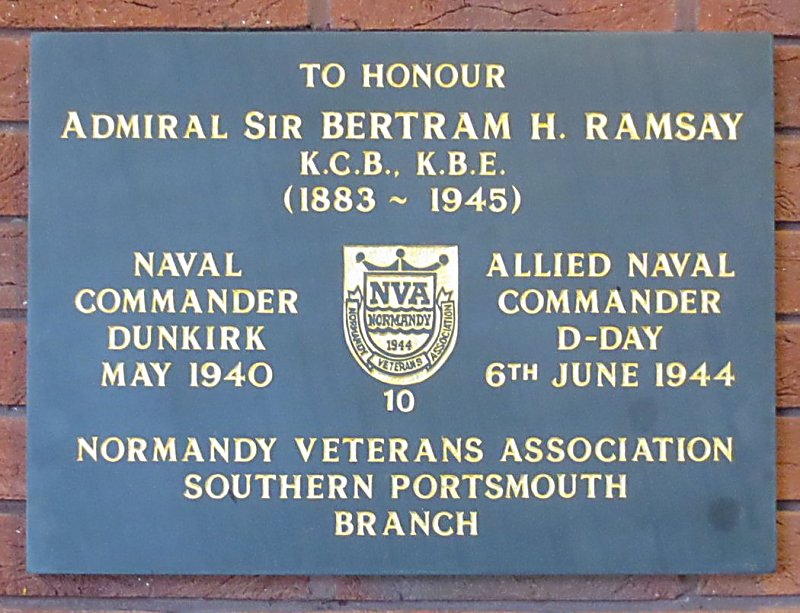 TO HONOUR
ADMIRAL SIR BERTRAM H. RAMSAY
K.C.B., K.B.E.
(1883 ~ 1945)
NAVAL
COMMANDER
DUNKIRK
MAY 1940
NVA
NORMANDY
1944
NORMANDY VETERANS ASSOCIATION
10
ALLIED NAVAL
COMMANDER
D-DAY
6TH JUNE 1944
NORMANDY VETERANS ASSOCIATION
SOUTHERN PORTSMOUTH
BRANCH